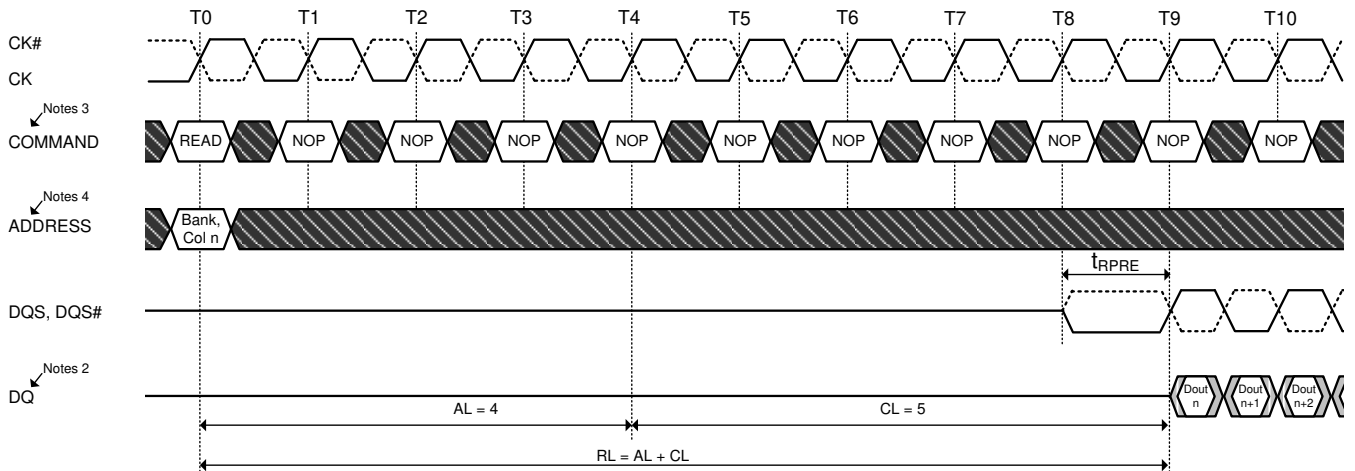 T0 T1 T2 T3 T4 T5 T6 T7 T8 T9 T10
CK#
CK
Notes 3
COMMAND READ NOP NOP NOP NOP NOP NOP NOP NOP NOP NOP
Notes 4
ADDRESS Bank,
Col n
tRPRE
DQS, DQS#
Notes 2
DQ
Dout
n
Dout
n+1
Dout
n+2
AL = 4 CL = 5
RL = AL + CL